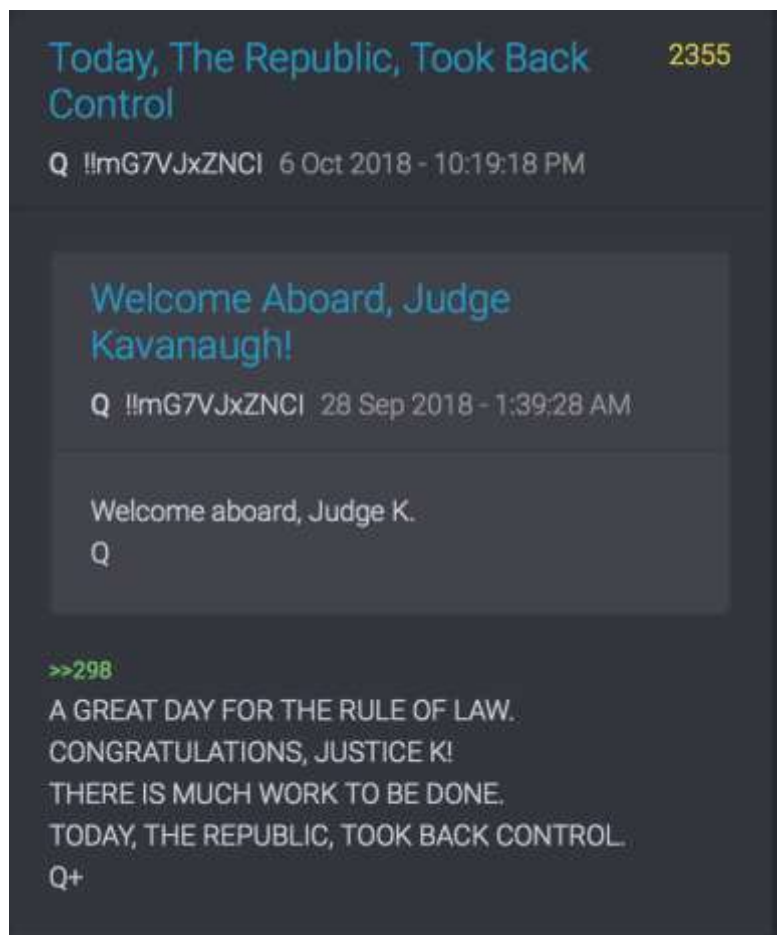 Today, The Republic, Took Back
2355
Control
Q !!mG7VJxZNCI 6 Oct 2018 - 10:19:18 PM
Welcome Aboard, Judge
Kavanaugh!
Q !!mG7VJxZNCI 28 Sep 2018 - 1:39:28 AM
Welcome aboard, Judge K.
Q
>>298
A GREAT DAY FOR THE RULE OF LAW.
CONGRATULATIONS, JUSTICE K!
THERE IS MUCH WORK TO BE DONE.
TODAY, THE REPUBLIC, TOOK BACK CONTROL.
Q+